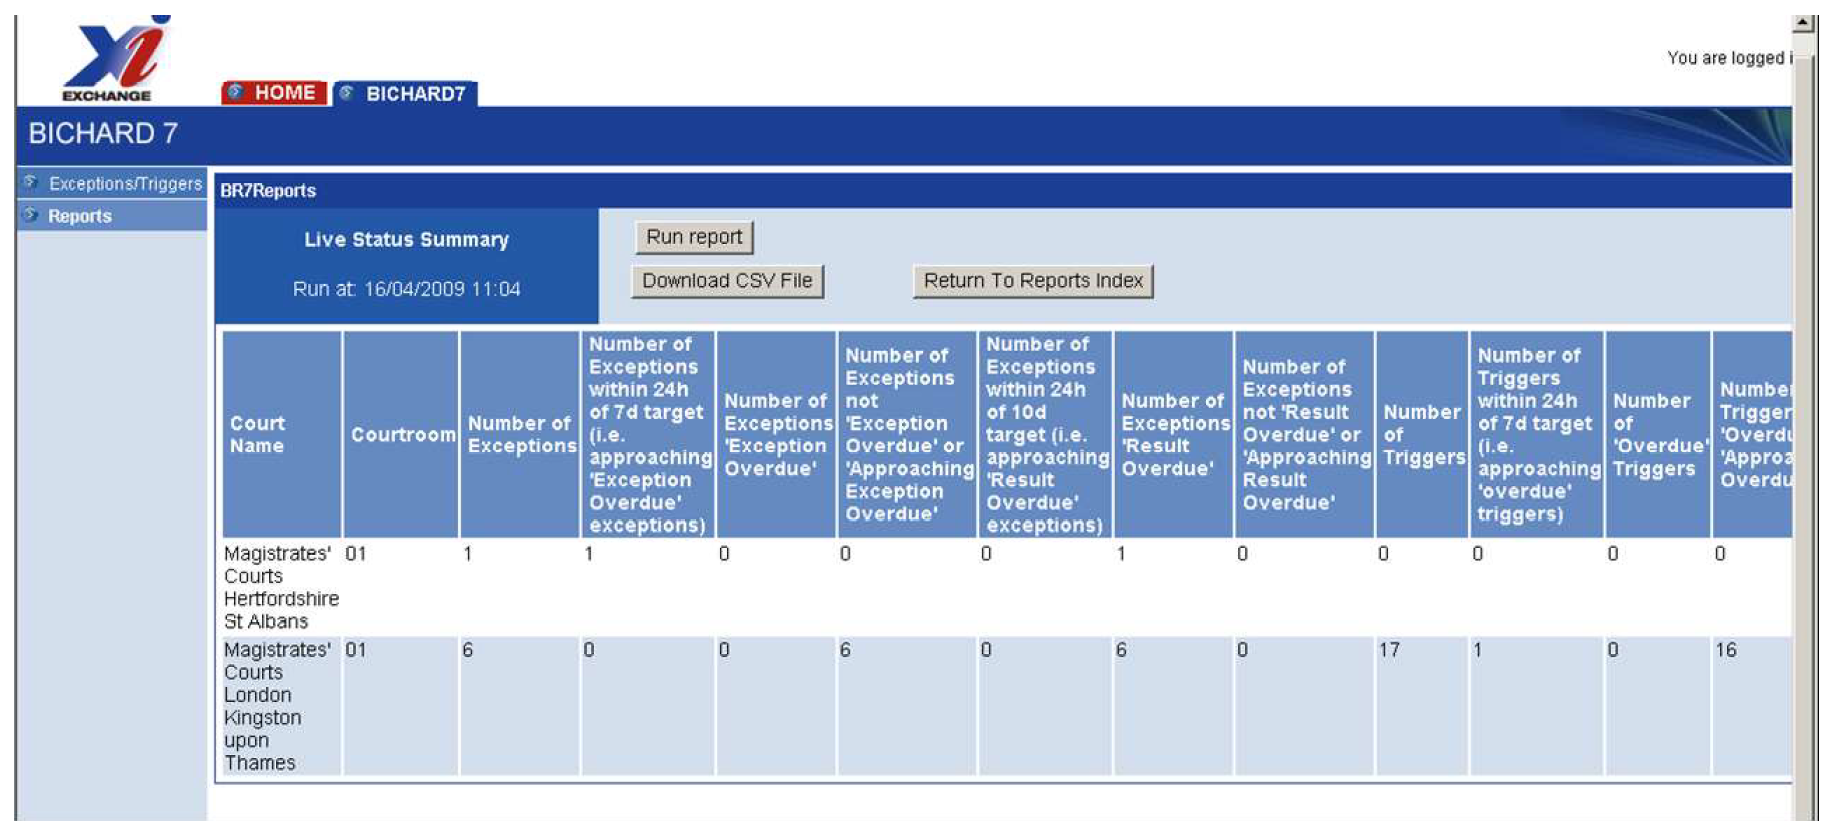 Xi
EXCHANGE
You are logged i
HOME
BICHARD7
BICHARD 7
Exceptions/Triggers
Reports
BR7Reports
Live Status Summary
Run at: 16/04/2009 11:04
Run report
Download CSV File
Return To Reports Index
Court
Name
Courtroom
Number of
Exceptions
Number of
Exceptions
within 24h
of 7d target
(i.e.
approaching
'Exception
Overdue'
exceptions)
Number of
Exceptions
'Exception
Overdue'
Number of
Exceptions
not
'Exception
Overdue' or
'Approaching
Exception
Overdue'
Number of
Exceptions
within 24h
of 10d
target (i.e.
approaching
'Result
Overdue'
exceptions)
Number of
Exceptions
'Result
Overdue'
Number of
Exceptions
not 'Result
Overdue' or
'Approaching
Result
Overdue'
Number
of
Triggers
Number of
Triggers
within 24h
of 7d target
(i.e.
approaching
'overdue'
triggers)
Number
of
'Overdue'
Triggers
Number
Trigger
'Overdu
'Approa
Overdu
Magistrates' 01 1 1 0 0 0 1 0 0 0 0 0
Courts
Hertfordshire
St Albans
Magistrates' 01 6 0 0 6 0 6 0 17 1 0 16
Courts
London
Kingston
upon
Thames